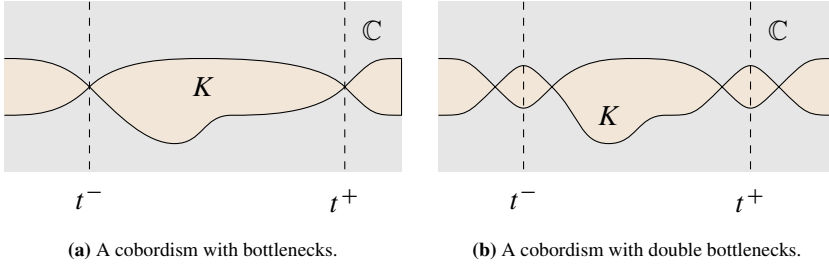 ℂ ℂ
K K
t⁻ t⁺ t⁻ t⁺
(a) A cobordism with bottlenecks. (b) A cobordism with double bottlenecks.